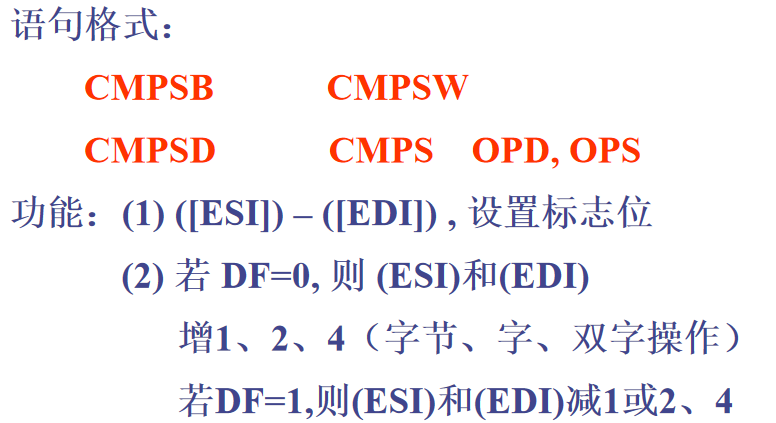 语句格式：
CMPSB CMPSW
CMPSD CMPS OPD, OPS
功能：(1) ([ESI]) – ([EDI]) , 设置标志位
(2) 若 DF=0, 则 (ESI)和(EDI)
增1、2、4（字节、字、双字操作）
若DF=1,则(ESI)和(EDI)减1或2、4